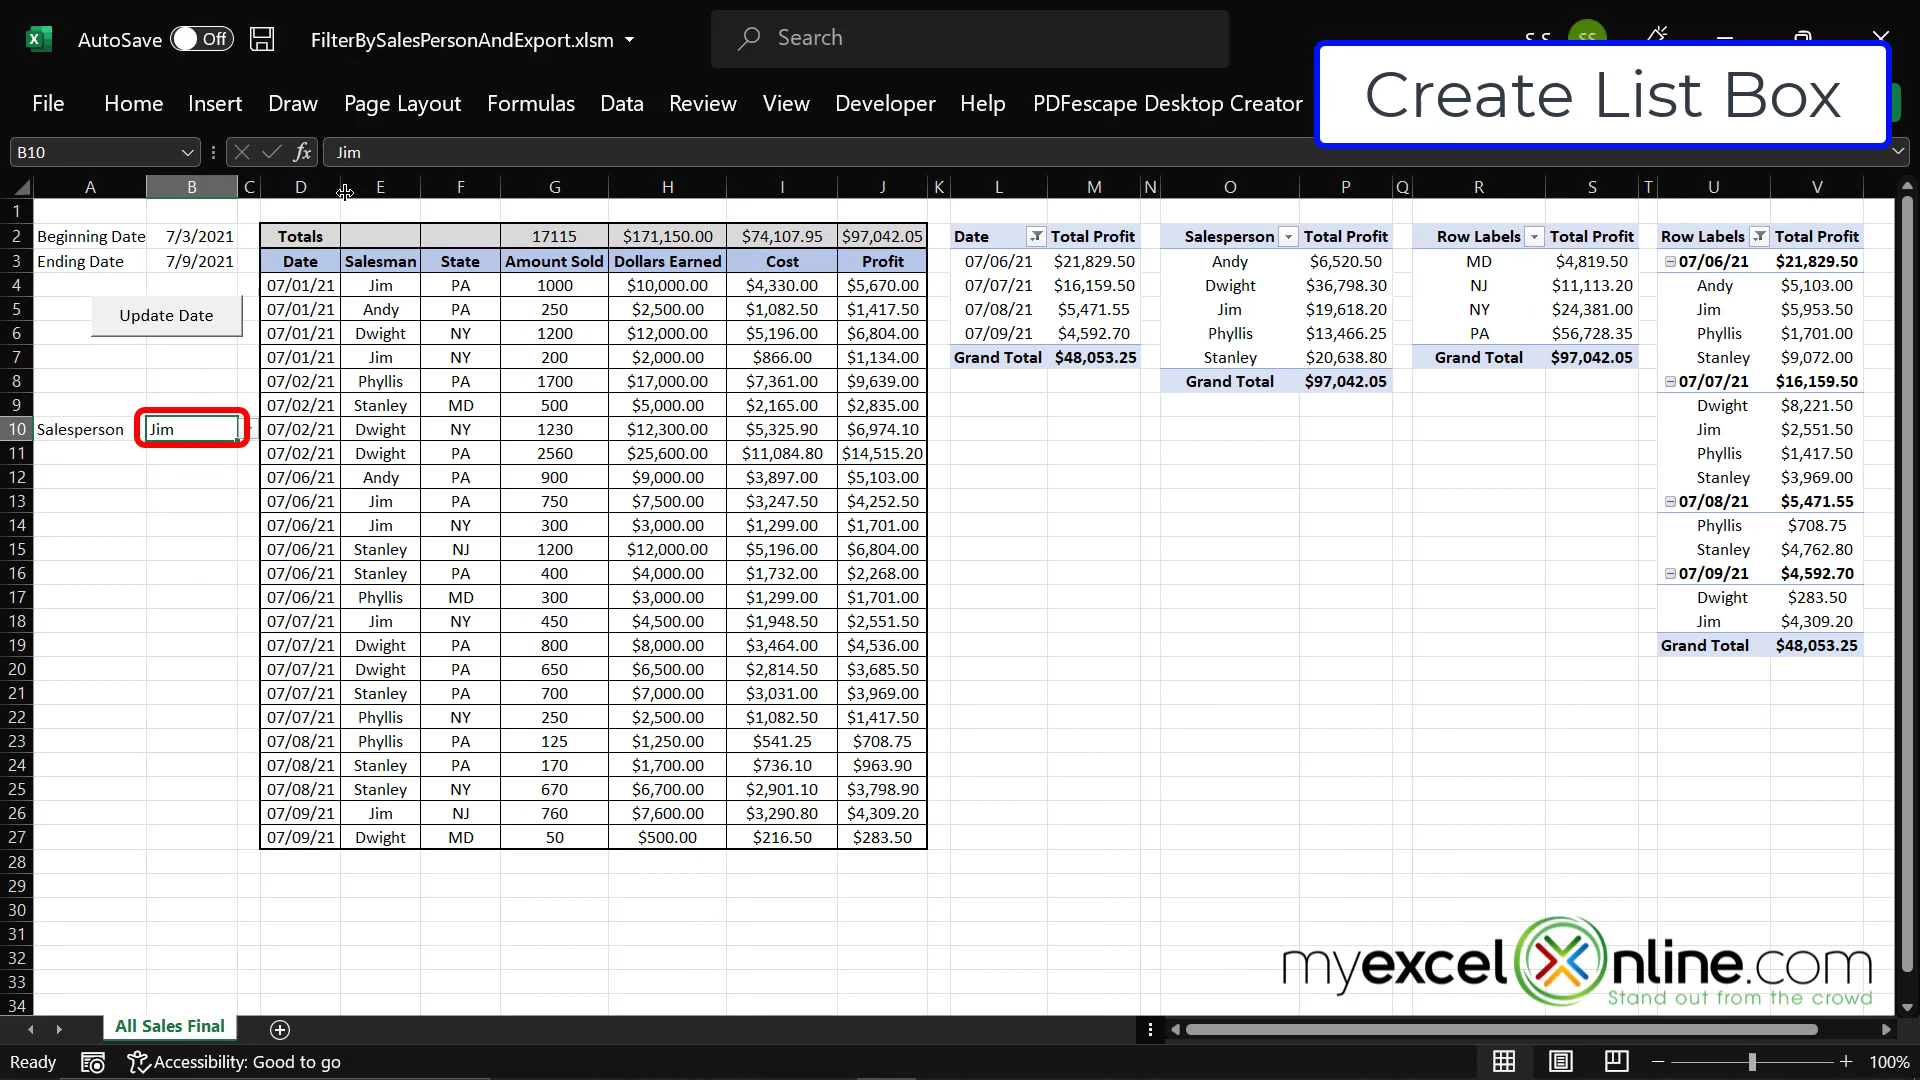 AutoSave Off FilterBySalesPersonAndExport.xlsm Search
Create List Box
File Home Insert Draw Page Layout Formulas Data Review View Developer Help PDFescape Desktop Creator
B10 fx Jim
A B C D E F G H I J K L M N O P Q R S T U V
1
2 Beginning Date 7/3/2021 Totals 17115 $171,150.00 $74,107.95 $97,042.05 Date Total Profit Salesperson Total Profit Row Labels Total Profit Row Labels Total Profit
3 Ending Date 7/9/2021 Date Salesman State Amount Sold Dollars Earned Cost Profit 07/06/21 $21,829.50 Andy $6,520.50 MD $4,819.50 07/06/21 $21,829.50
4 07/01/21 Jim PA 1000 $10,000.00 $4,330.00 $5,670.00 07/07/21 $16,159.50 Dwight $36,798.30 NJ $11,113.20 Andy $5,103.00
5 Update Date 07/01/21 Andy PA 250 $2,500.00 $1,082.50 $1,417.50 07/08/21 $5,471.55 Jim $19,618.20 NY $24,381.00 Jim $5,953.50
6 07/01/21 Dwight NY 1200 $12,000.00 $5,196.00 $6,804.00 07/09/21 $4,592.70 Phyllis $13,466.25 PA $56,728.35 Phyllis $1,701.00
7 07/01/21 Jim NY 200 $2,000.00 $866.00 $1,134.00 Grand Total $48,053.25 Stanley $20,638.80 Grand Total $97,042.05 Stanley $9,072.00
8 07/02/21 Phyllis PA 1700 $17,000.00 $7,361.00 $9,639.00 Grand Total $97,042.05 07/07/21 $16,159.50
9 07/02/21 Stanley MD 500 $5,000.00 $2,165.00 $2,835.00 Dwight $8,221.50
10 Salesperson Jim 07/02/21 Dwight NY 1230 $12,300.00 $5,325.90 $6,974.10 Jim $2,551.50
11 07/02/21 Dwight PA 2560 $25,600.00 $11,084.80 $14,515.20 Phyllis $1,417.50
12 07/06/21 Andy PA 900 $9,000.00 $3,897.00 $5,103.00 Stanley $3,969.00
13 07/06/21 Jim PA 750 $7,500.00 $3,247.50 $4,252.50 07/08/21 $5,471.55
14 07/06/21 Jim NY 300 $3,000.00 $1,299.00 $1,701.00 Phyllis $708.75
15 07/06/21 Stanley NJ 1200 $12,000.00 $5,196.00 $6,804.00 Stanley $4,762.80
16 07/06/21 Stanley PA 400 $4,000.00 $1,732.00 $2,268.00 07/09/21 $4,592.70
17 07/06/21 Phyllis MD 300 $3,000.00 $1,299.00 $1,701.00 Dwight $283.50
18 07/07/21 Jim NY 450 $4,500.00 $1,948.50 $2,551.50 Jim $4,309.20
19 07/07/21 Dwight PA 800 $8,000.00 $3,464.00 $4,536.00 Grand Total $48,053.25
20 07/07/21 Dwight PA 650 $6,500.00 $2,814.50 $3,685.50
21 07/07/21 Stanley PA 700 $7,000.00 $3,031.00 $3,969.00
22 07/07/21 Phyllis NY 250 $2,500.00 $1,082.50 $1,417.50
23 07/08/21 Phyllis PA 125 $1,250.00 $541.25 $708.75
24 07/08/21 Stanley PA 170 $1,700.00 $736.10 $963.90
25 07/08/21 Stanley NY 670 $6,700.00 $2,901.10 $3,798.90
26 07/09/21 Jim NJ 760 $7,600.00 $3,290.80 $4,309.20
27 07/09/21 Dwight MD 50 $500.00 $216.50 $283.50
28
29
30
31
32
33
34
myexcelonline.com
Stand out from the crowd
All Sales Final
Ready Accessibility: Good to go 100%